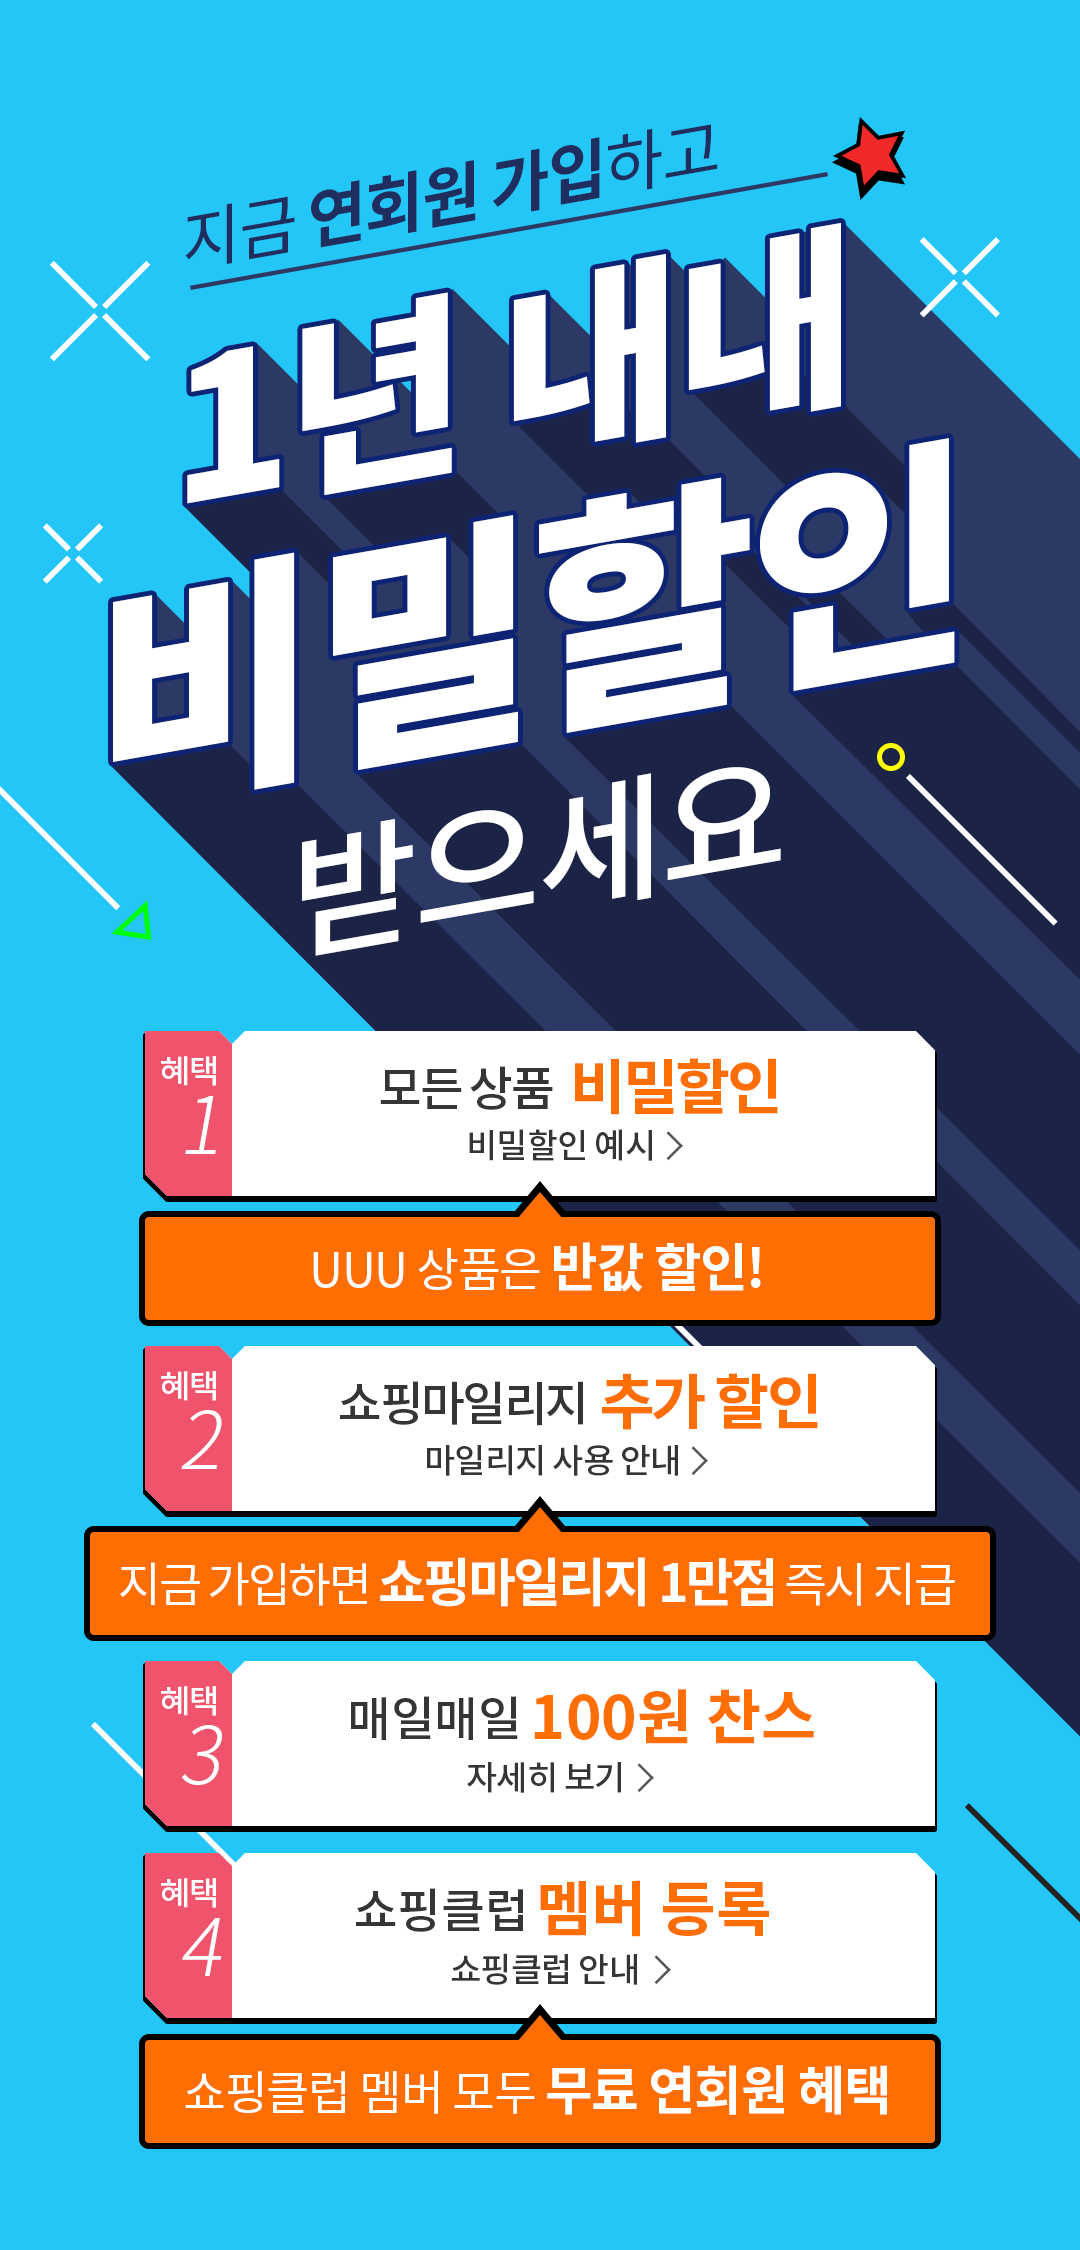 지금 연회원 가입하고
1년 내내
비밀할인
받으세요
혜택
1
모든 상품 비밀할인
비밀할인 예시 >
UUU 상품은 반값 할인!
혜택
2
쇼핑마일리지 추가 할인
마일리지 사용 안내 >
지금 가입하면 쇼핑마일리지 1만점 즉시 지급
혜택
3
매일매일 100원 찬스
자세히 보기 >
혜택
4
쇼핑클럽 멤버 등록
쇼핑클럽 안내 >
쇼핑클럽 멤버 모두 무료 연회원 혜택